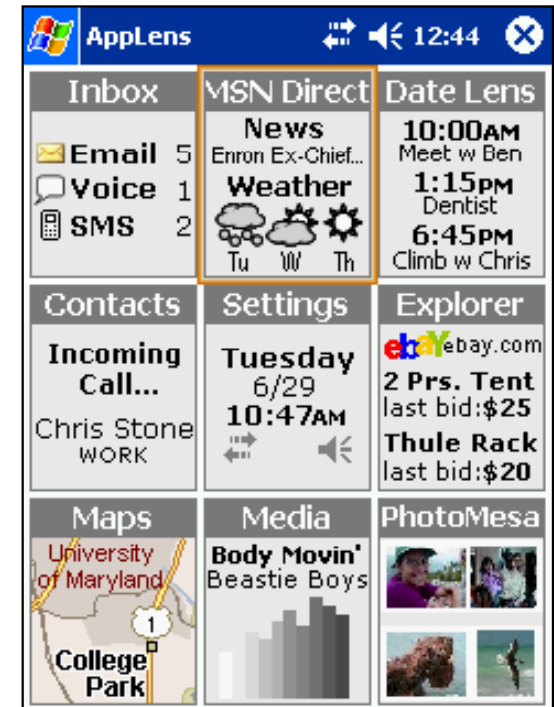 AppLens 12:44
Inbox
Email 5
Voice 1
SMS 2
MSN Direct
News
Enron Ex-Chief...
Weather
Tu W Th
Date Lens
10:00AM
Meet w Ben
1:15PM
Dentist
6:45PM
Climb w Chris
Contacts
Incoming
Call...
Chris Stone
WORK
Settings
Tuesday
6/29
10:47AM
Explorer
ebaY ebay.com
2 Prs. Tent
last bid:$25
Thule Rack
last bid:$20
Maps
University
of Maryland
1
College
Park
Media
Body Movin'
Beastie Boys
PhotoMesa